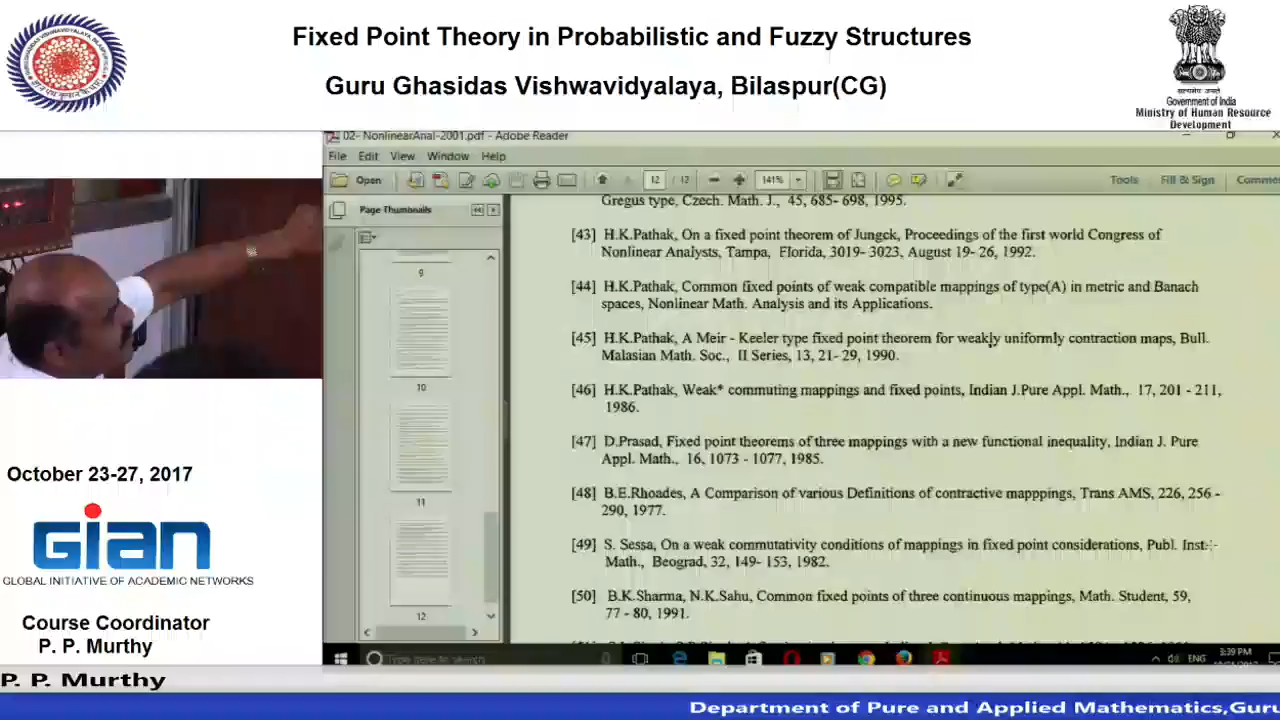 Fixed Point Theory in Probabilistic and Fuzzy Structures
Guru Ghasidas Vishwavidyalaya, Bilaspur(CG)
सत्यमेव जयते
Government of India
Ministry of Human Resource
Development
02- NonlinearAnal-2001.pdf - Adobe Reader
File Edit View Window Help
Open 12 / 12 141% Tools Fill & Sign Commen
Page Thumbnails
9
10
11
12
Gregus type, Czech. Math. J., 45, 685- 698, 1995.
[43] H.K.Pathak, On a fixed point theorem of Jungck, Proceedings of the first world Congress of
Nonlinear Analysts, Tampa, Florida, 3019- 3023, August 19- 26, 1992.
[44] H.K.Pathak, Common fixed points of weak compatible mappings of type(A) in metric and Banach
spaces, Nonlinear Math. Analysis and its Applications.
[45] H.K.Pathak, A Meir - Keeler type fixed point theorem for weakly uniformly contraction maps, Bull.
Malasian Math. Soc., II Series, 13, 21- 29, 1990.
[46] H.K.Pathak, Weak* commuting mappings and fixed points, Indian J.Pure Appl. Math., 17, 201 - 211,
1986.
[47] D.Prasad, Fixed point theorems of three mappings with a new functional inequality, Indian J. Pure
Appl. Math., 16, 1073 - 1077, 1985.
[48] B.E.Rhoades, A Comparison of various Definitions of contractive mapppings, Trans AMS, 226, 256 -
290, 1977.
[49] S. Sessa, On a weak commutativity conditions of mappings in fixed point considerations, Publ. Inst.
Math., Beograd, 32, 149- 153, 1982.
[50] B.K.Sharma, N.K.Sahu, Common fixed points of three continuous mappings, Math. Student, 59,
77 - 80, 1991.
Type here to search
ENG 3:39 PM
October 23-27, 2017
GIAN
GLOBAL INITIATIVE OF ACADEMIC NETWORKS
Course Coordinator
P. P. Murthy
P. P. Murthy
Department of Pure and Applied Mathematics,Guru